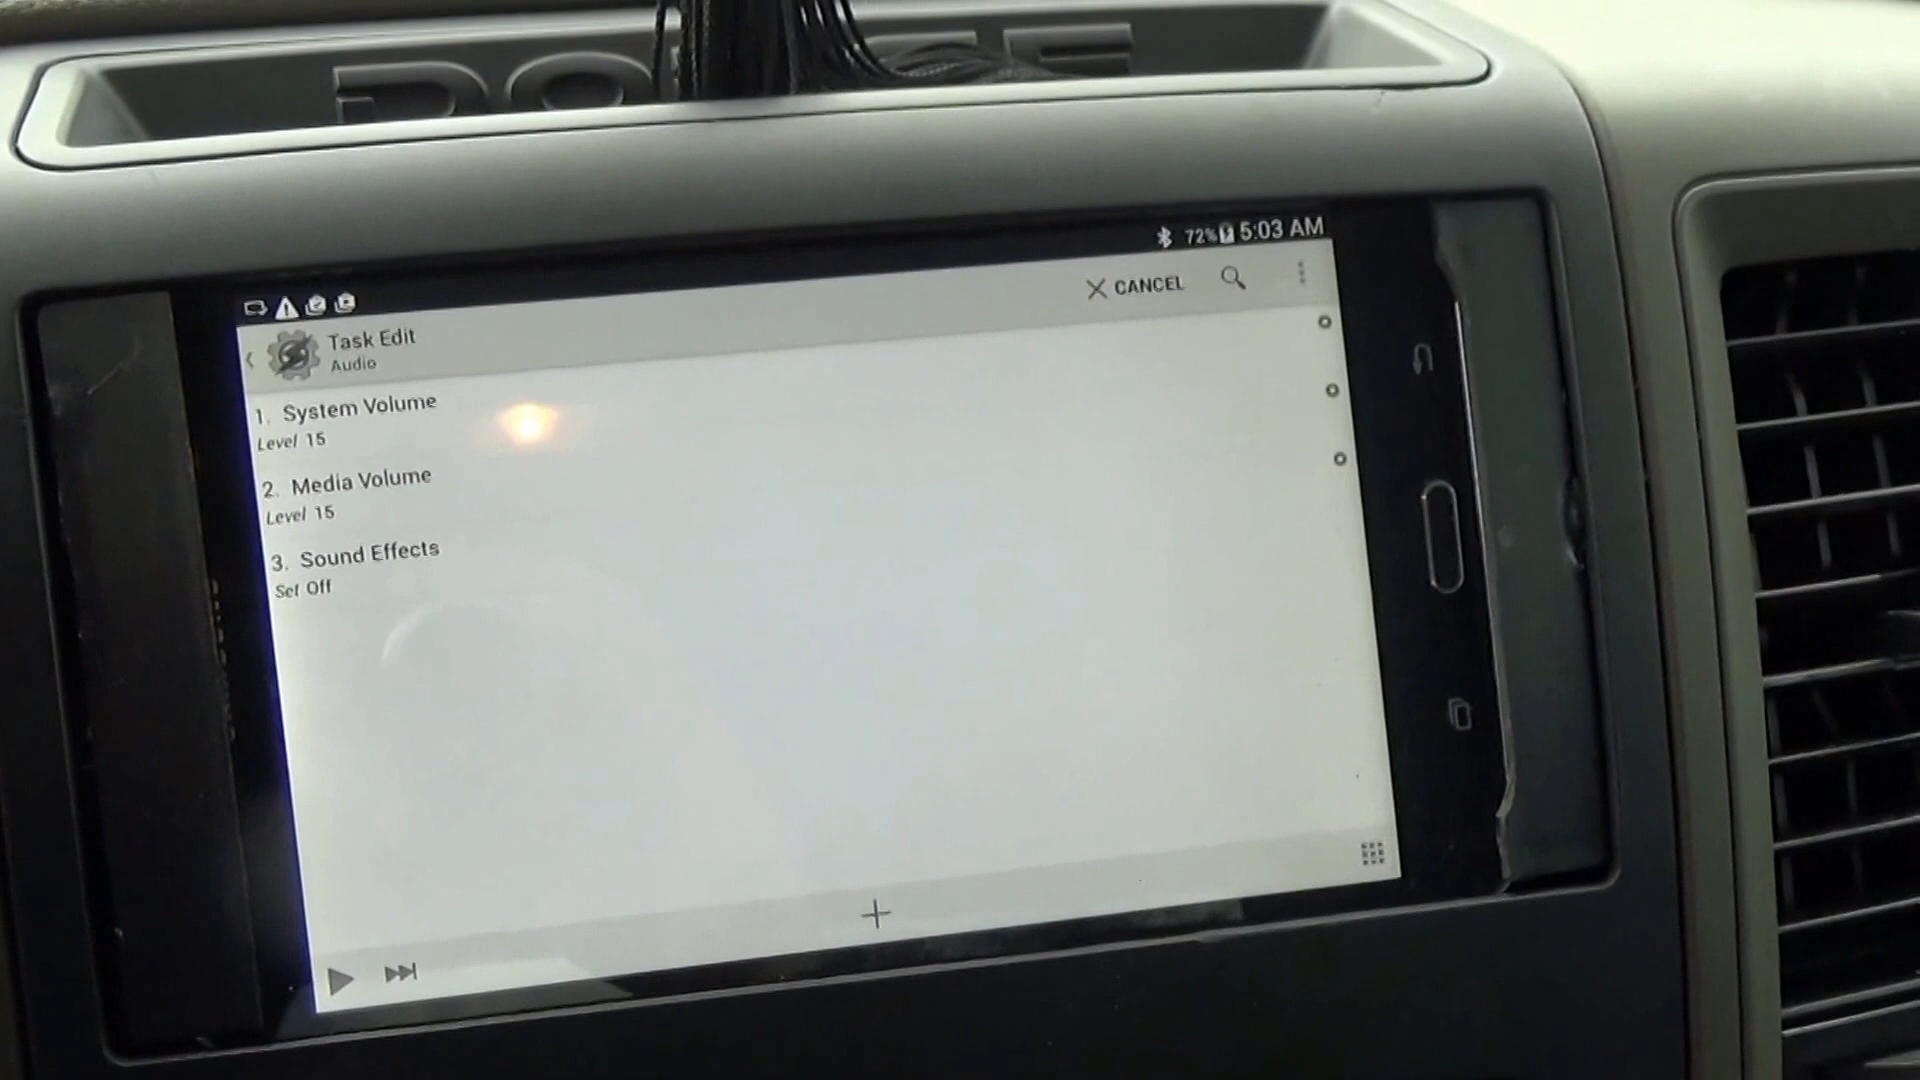 72% 5:03 AM
CANCEL
Task Edit
Audio
1. System Volume
Level 15
2. Media Volume
Level 15
3. Sound Effects
Set Off